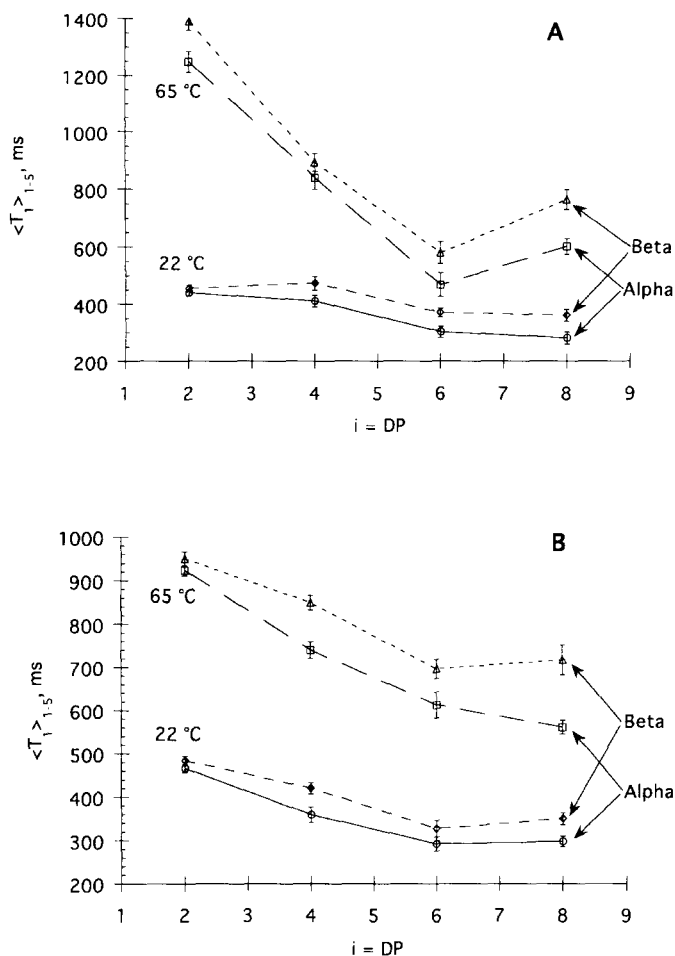 A
1400
1200
1000
800
600
400
200
<T1>1-5, ms
65 °C
22 °C
Beta
Alpha
1 2 3 4 5 6 7 8 9
i = DP
B
1000
900
800
700
600
500
400
300
200
<T1>1-5, ms
65 °C
22 °C
Beta
Alpha
1 2 3 4 5 6 7 8 9
i = DP